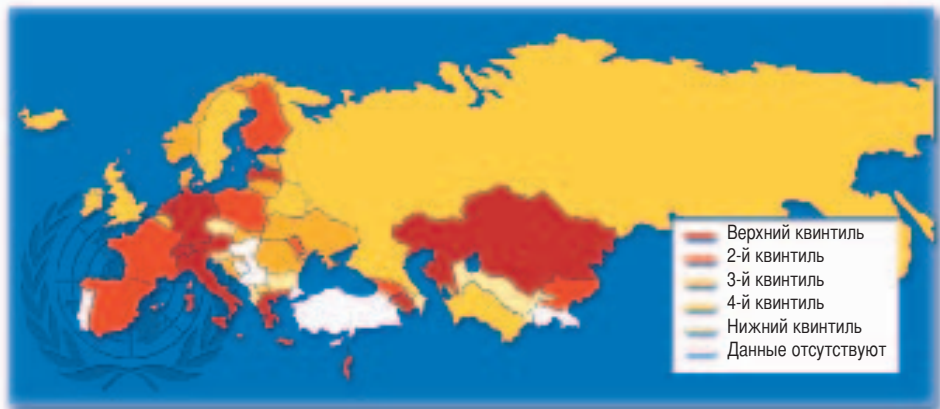 Верхний квинтиль
2-й квинтиль
3-й квинтиль
4-й квинтиль
Нижний квинтиль
Данные отсутствуют